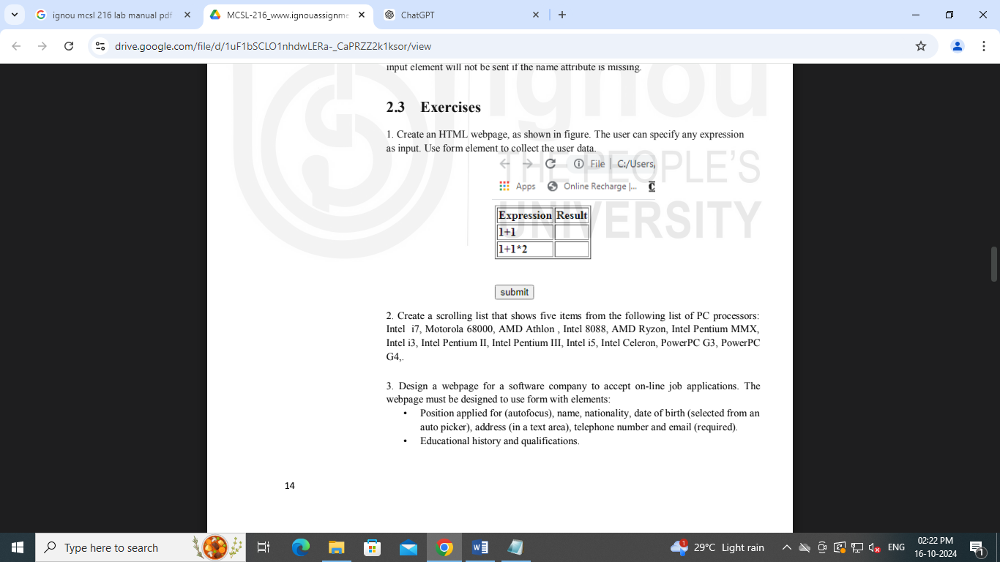 ignou mcsl 216 lab manual pdf
MCSL-216_www.ignouassignme
ChatGPT
drive.google.com/file/d/1uF1bSCLO1nhdwLERa-_CaPRZZ2k1ksor/view
input element will not be sent if the name attribute is missing.
ignou
THE PEOPLE'S
UNIVERSITY
2.3 Exercises
1. Create an HTML webpage, as shown in figure. The user can specify any expression
as input. Use form element to collect the user data.
File | C:/Users,
Apps Online Recharge |...
Expression Result
1+1
1+1*2
submit
2. Create a scrolling list that shows five items from the following list of PC processors:
Intel i7, Motorola 68000, AMD Athlon , Intel 8088, AMD Ryzon, Intel Pentium MMX,
Intel i3, Intel Pentium II, Intel Pentium III, Intel i5, Intel Celeron, PowerPC G3, PowerPC
G4,.
3. Design a webpage for a software company to accept on-line job applications. The
webpage must be designed to use form with elements:
• Position applied for (autofocus), name, nationality, date of birth (selected from an
auto picker), address (in a text area), telephone number and email (required).
• Educational history and qualifications.
14
Type here to search
1
29°C Light rain
ENG
02:22 PM
16-10-2024
1